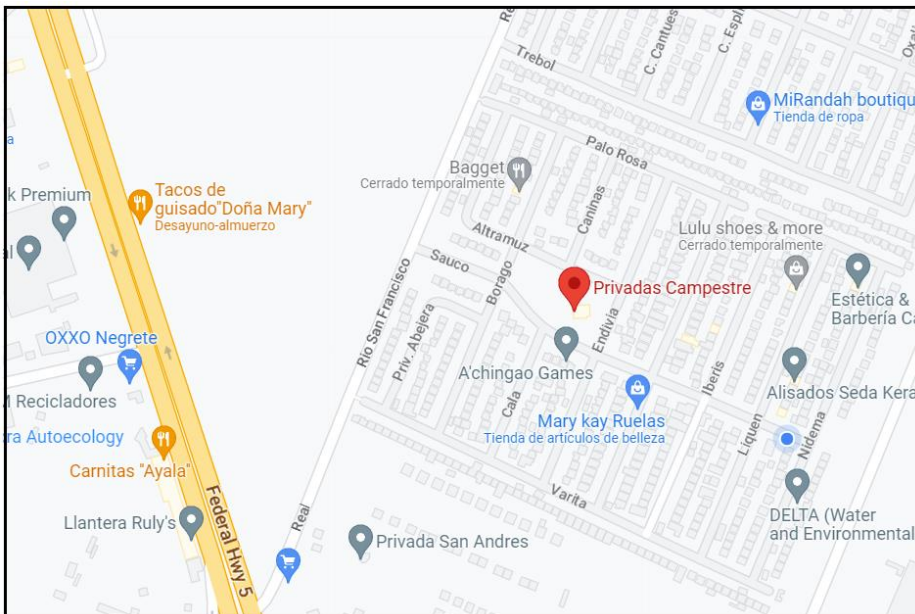 Trebol
C. Cantues
C. Espl
Oxali
MiRandah boutiqu
Tienda de ropa
Palo Rosa
Bagget
Cerrado temporalmente
Tacos de
guisado"Doña Mary"
Desayuno-almuerzo
k Premium
a
al
Caninas
Altramuz
Lulu shoes & more
Cerrado temporalmente
Sauco
Borago
Privadas Campestre
Estética &
Barbería Ca
Rio San Francisco
Priv. Abejera
Endivia
OXXO Negrete
A'chingao Games
Iberis
Alisados Seda Kera
M Recicladores
Cala
Mary kay Ruelas
Tienda de artículos de belleza
Liquen
Nidema
ra Autoecology
Carnitas "Ayala"
Varita
Federal Hwy 5
Real
DELTA (Water
and Environmental
Llantera Ruly's
Privada San Andres